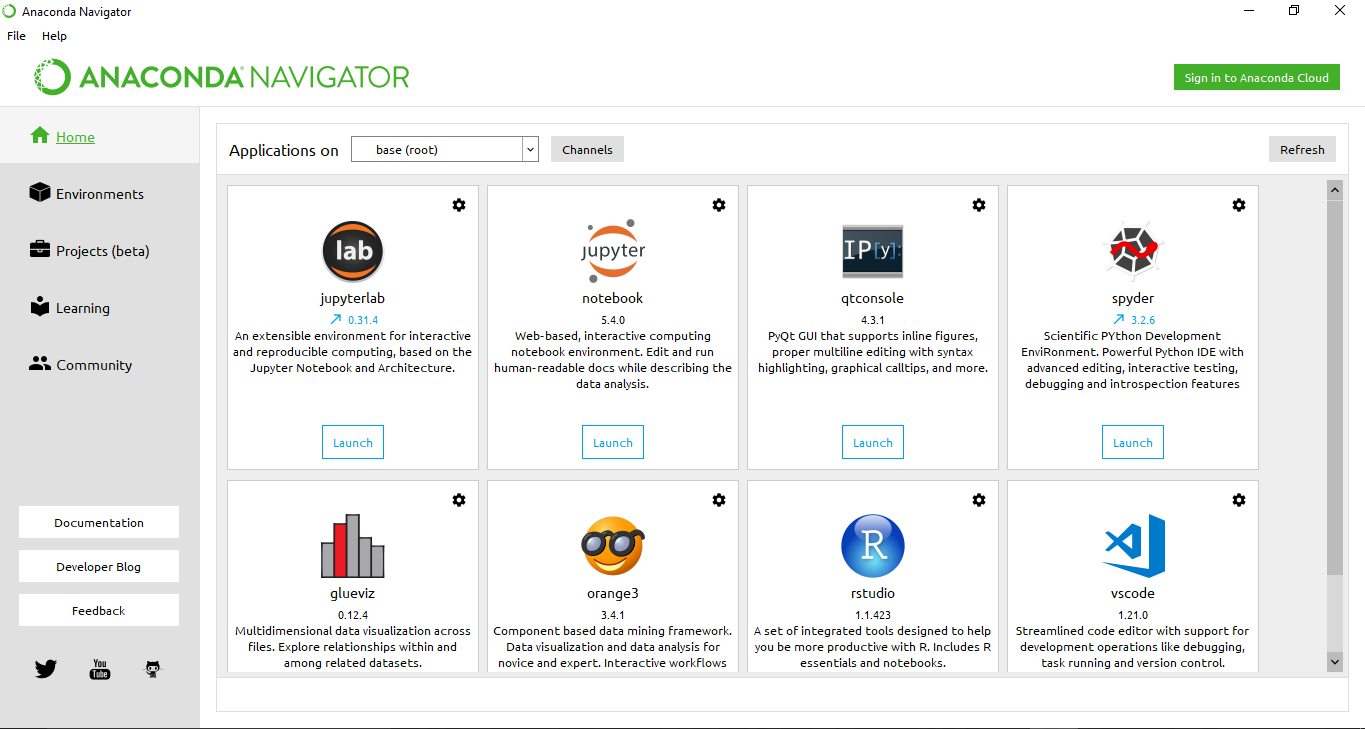 Anaconda Navigator
File Help
ANACONDA NAVIGATOR
Sign in to Anaconda Cloud
Home
Environments
Projects (beta)
Learning
Community
Documentation
Developer Blog
Feedback
You
Tube
Applications on base (root) Channels Refresh
lab
jupyterlab
0.31.4
An extensible environment for interactive
and reproducible computing, based on the
Jupyter Notebook and Architecture.
Launch
jupyter
notebook
5.4.0
Web-based, interactive computing
notebook environment. Edit and run
human-readable docs while describing the
data analysis.
Launch
IP[y]:
qtconsole
4.3.1
PyQt GUI that supports inline figures,
proper multiline editing with syntax
highlighting, graphical calltips, and more.
Launch
spyder
3.2.6
Scientific PYthon Development
EnviRonment. Powerful Python IDE with
advanced editing, interactive testing,
debugging and introspection features
Launch
glueviz
0.12.4
Multidimensional data visualization across
files. Explore relationships within and
among related datasets.
orange3
3.4.1
Component based data mining framework.
Data visualization and data analysis for
novice and expert. Interactive workflows
R
rstudio
1.1.423
A set of integrated tools designed to help
you be more productive with R. Includes R
essentials and notebooks.
vscode
1.21.0
Streamlined code editor with support for
development operations like debugging,
task running and version control.